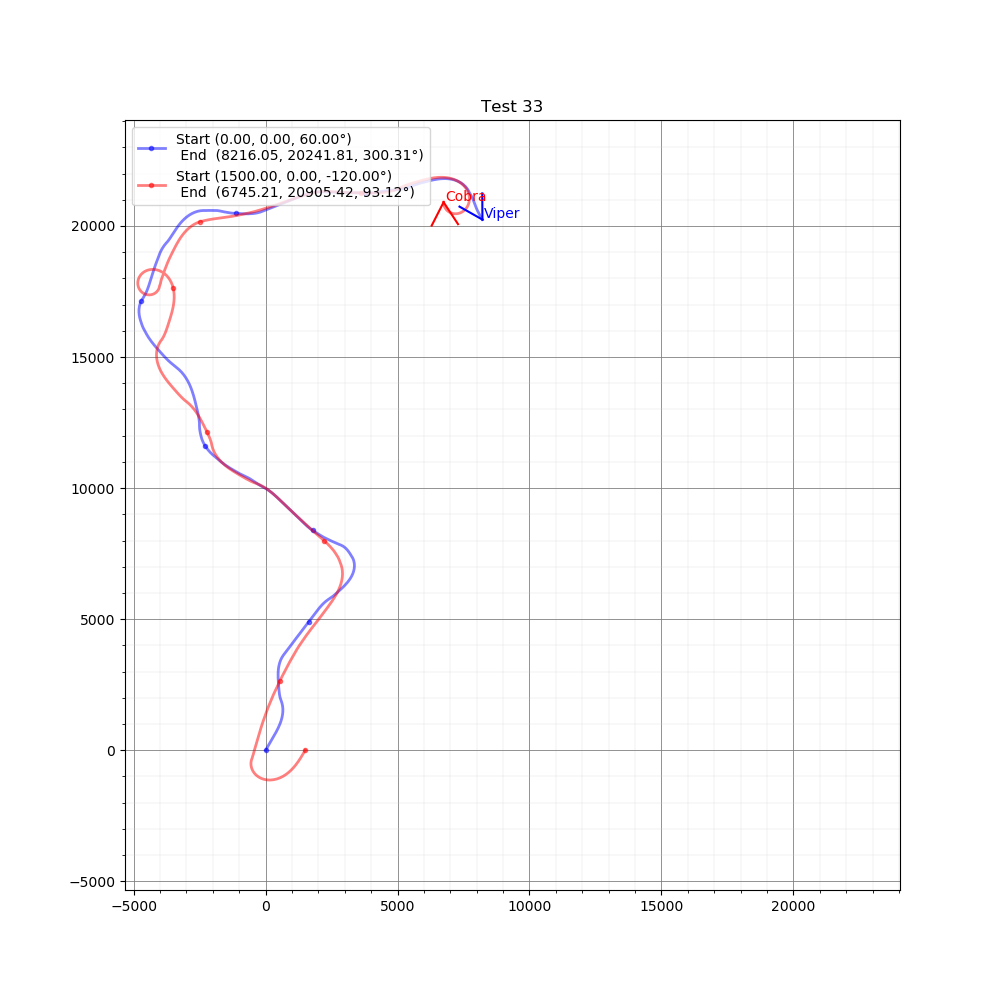 Test 33
Start (0.00, 0.00, 60.00°)
End (8216.05, 20241.81, 300.31°)
Start (1500.00, 0.00, -120.00°)
End (6745.21, 20905.42, 93.12°)
Cobra
Viper
20000
15000
10000
5000
0
−5000
−5000 0 5000 10000 15000 20000